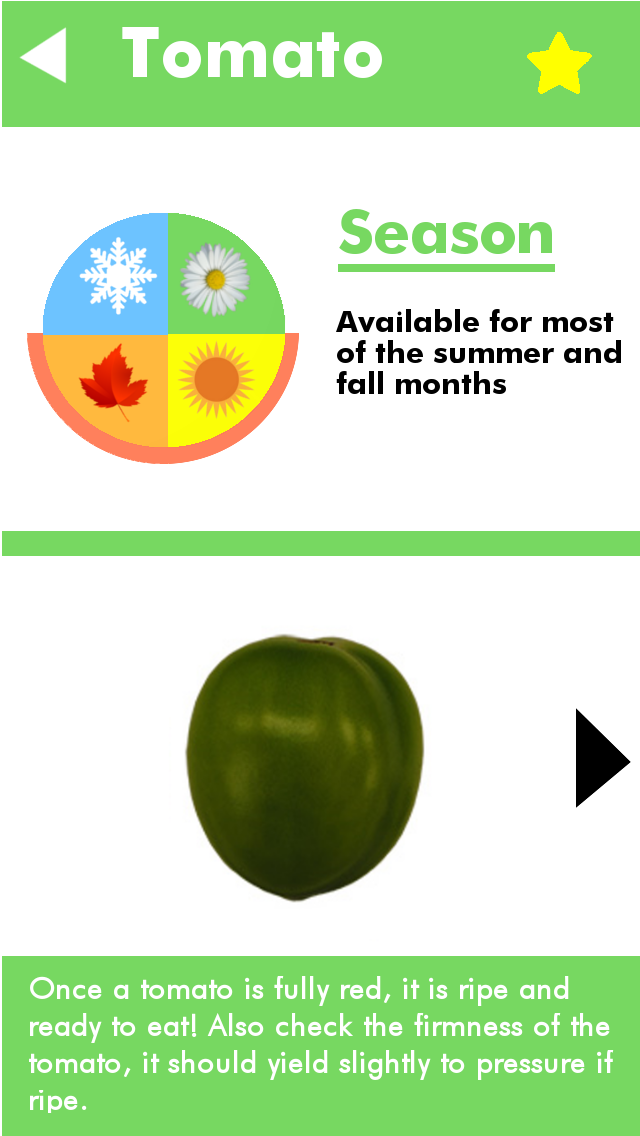 Tomato
Season
Available for most
of the summer and
fall months
Once a tomato is fully red, it is ripe and
ready to eat! Also check the firmness of the
tomato, it should yield slightly to pressure if
ripe.